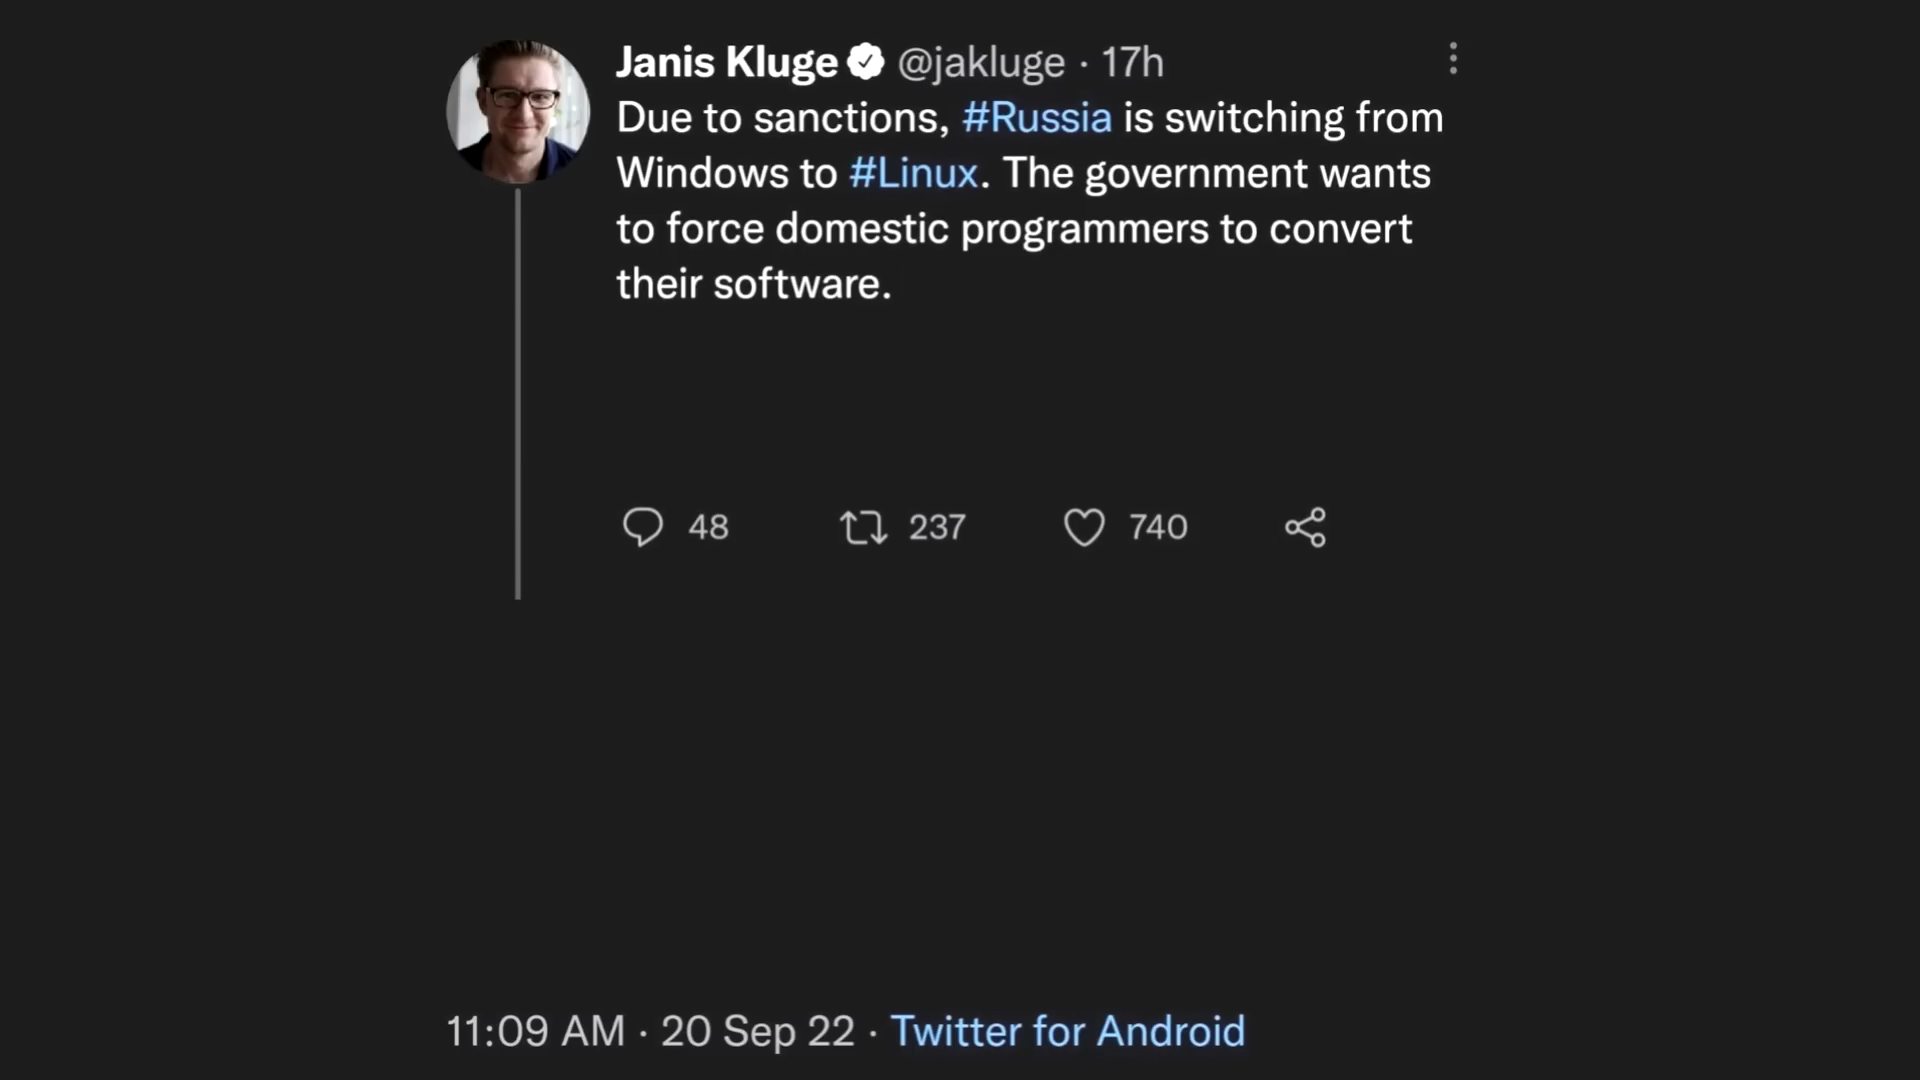 Janis Kluge @jakluge · 17h
Due to sanctions, #Russia is switching from
Windows to #Linux. The government wants
to force domestic programmers to convert
their software.
48 237 740
11:09 AM · 20 Sep 22 · Twitter for Android